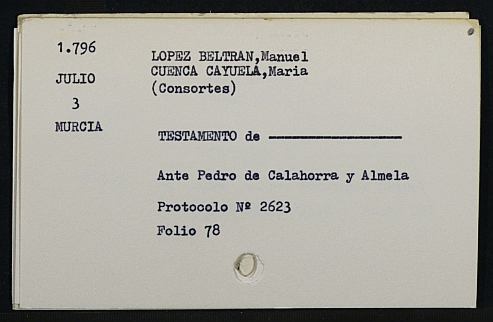 1.796
JULIO
3
MURCIA
LOPEZ BELTRAN,Manuel
CUENCA CAYUELA,Maria
(Consortes)
TESTAMENTO de ------------------
Ante Pedro de Calahorra y Almela
Protocolo Nº 2623
Folio 78